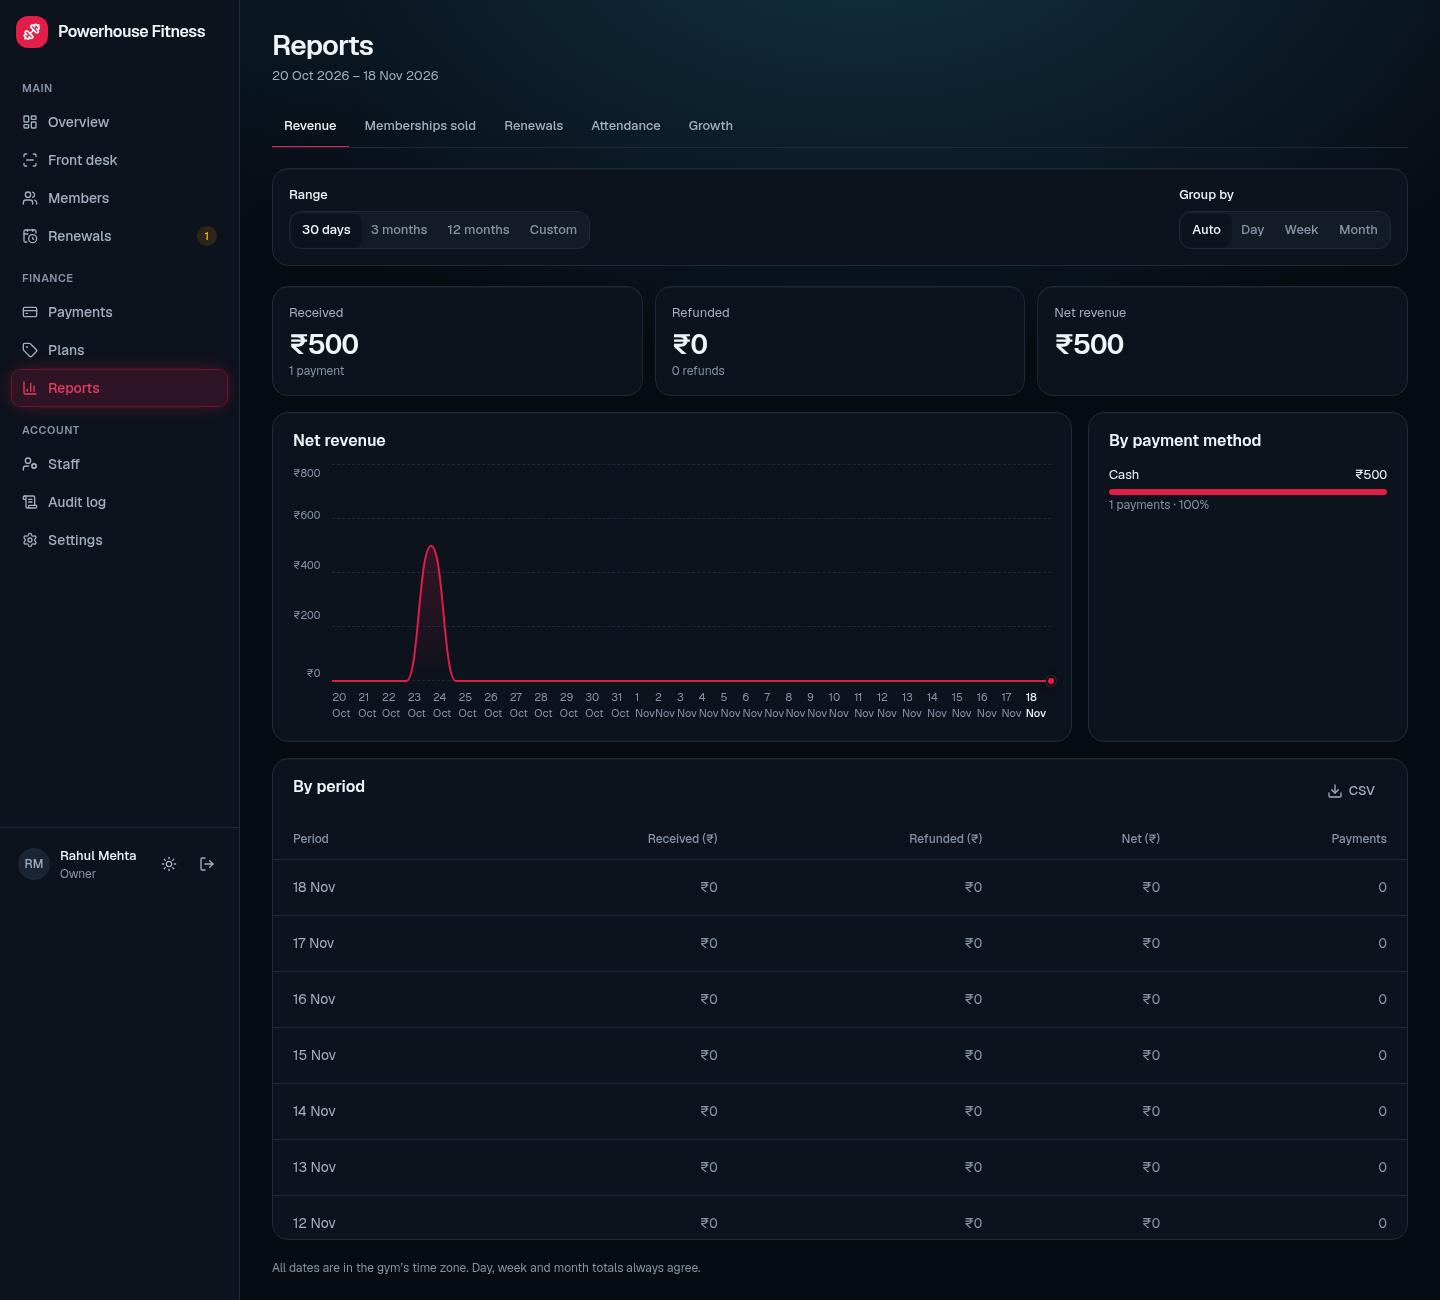 Powerhouse Fitness
MAIN
Overview
Front desk
Members
Renewals 1
FINANCE
Payments
Plans
Reports
ACCOUNT
Staff
Audit log
Settings
RM
Rahul Mehta
Owner
Reports
20 Oct 2026 – 18 Nov 2026
Revenue Memberships sold Renewals Attendance Growth
Range
30 days 3 months 12 months Custom
Group by
Auto Day Week Month
Received
₹500
1 payment
Refunded
₹0
0 refunds
Net revenue
₹500
Net revenue
₹800
₹600
₹400
₹200
₹0
20 21 22 23 24 25 26 27 28 29 30 31 1 2 3 4 5 6 7 8 9 10 11 12 13 14 15 16 17 18
Oct Oct Oct Oct Oct Oct Oct Oct Oct Oct Oct Oct Nov Nov Nov Nov Nov Nov Nov Nov Nov Nov Nov Nov Nov Nov Nov Nov Nov Nov
By payment method
Cash ₹500
1 payments · 100%
By period
CSV
Period Received (₹) Refunded (₹) Net (₹) Payments
18 Nov ₹0 ₹0 ₹0 0
17 Nov ₹0 ₹0 ₹0 0
16 Nov ₹0 ₹0 ₹0 0
15 Nov ₹0 ₹0 ₹0 0
14 Nov ₹0 ₹0 ₹0 0
13 Nov ₹0 ₹0 ₹0 0
12 Nov ₹0 ₹0 ₹0 0
All dates are in the gym's time zone. Day, week and month totals always agree.